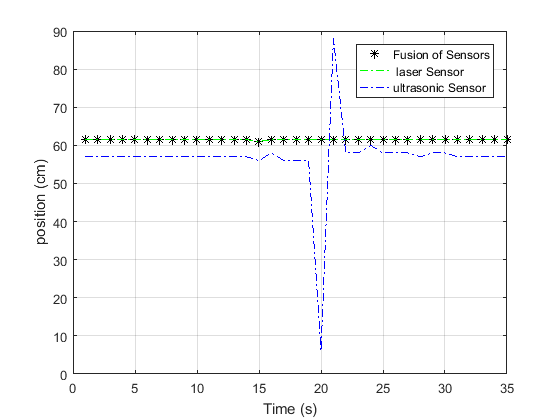 90
80
70
60
50
40
30
20
10
0
position (cm)
Fusion of Sensors
laser Sensor
ultrasonic Sensor
0 5 10 15 20 25 30 35
Time (s)